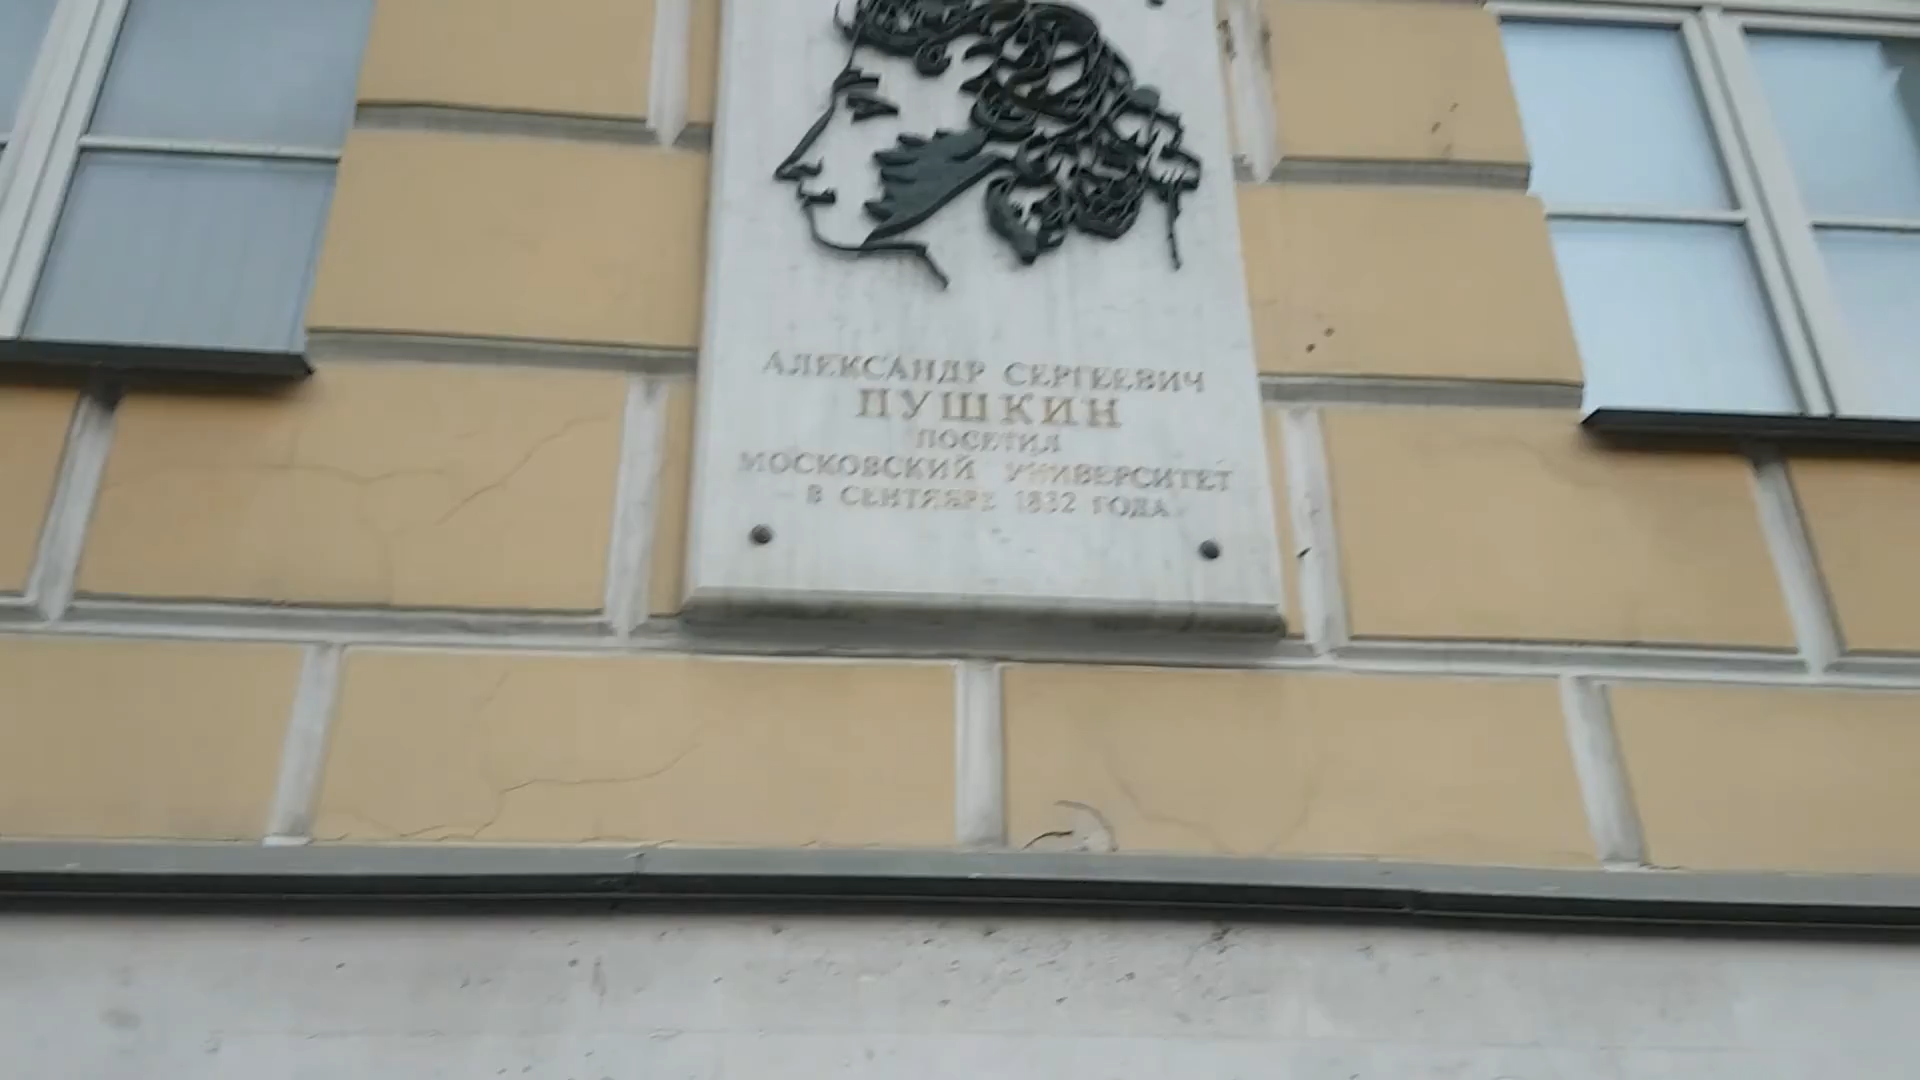 АЛЕКСАНДР СЕРГЕЕВИЧ
ПУШКИН
ПОСЕТИЛ
МОСКОВСКИЙ УНИВЕРСИТЕТ
В СЕНТЯБРЕ 1832 ГОДА